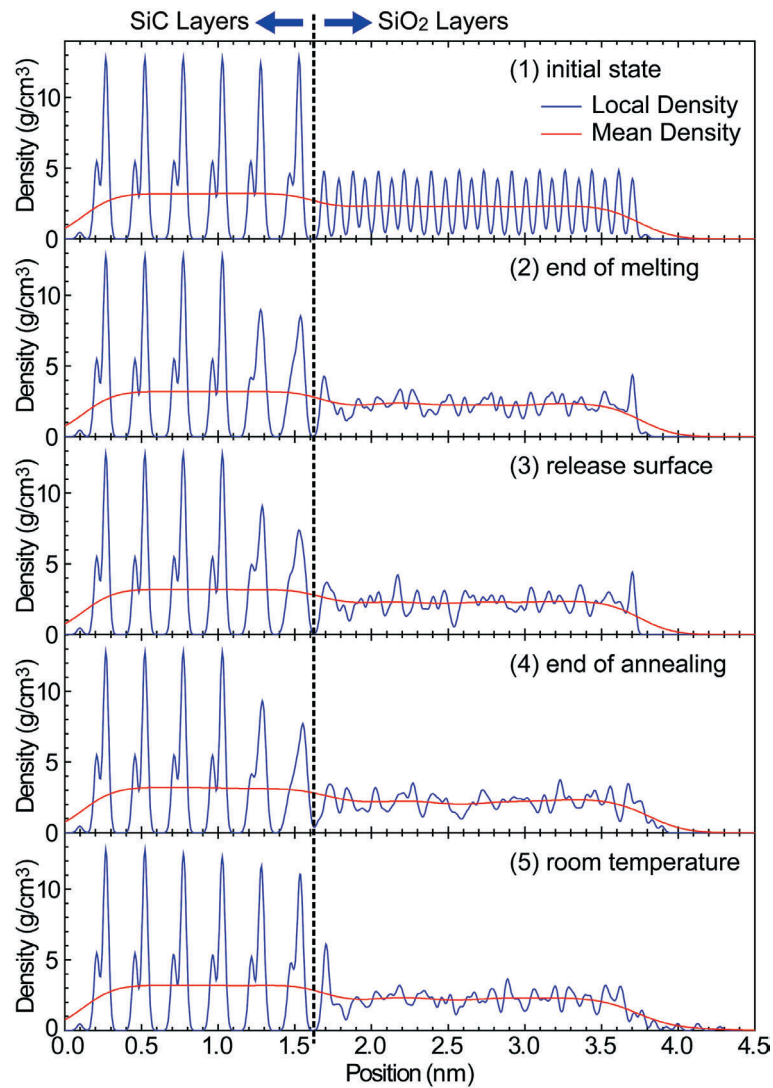 SiC Layers SiO2 Layers
(1) initial state
Local Density
Mean Density
Density (g/cm3)
10
5
0
(2) end of melting
Density (g/cm3)
10
5
0
(3) release surface
Density (g/cm3)
10
5
0
(4) end of annealing
Density (g/cm3)
10
5
0
(5) room temperature
Density (g/cm3)
10
5
0
0.0 0.5 1.0 1.5 2.0 2.5 3.0 3.5 4.0 4.5
Position (nm)